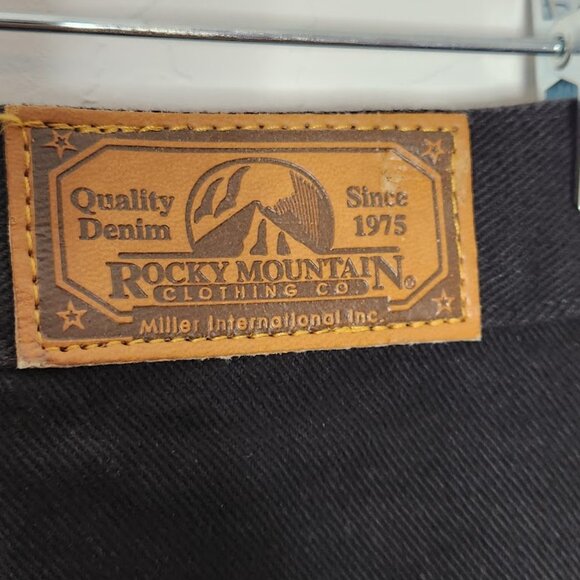 Quality Since
Denim 1975
ROCKY MOUNTAIN®
CLOTHING CO.
Miller International Inc.